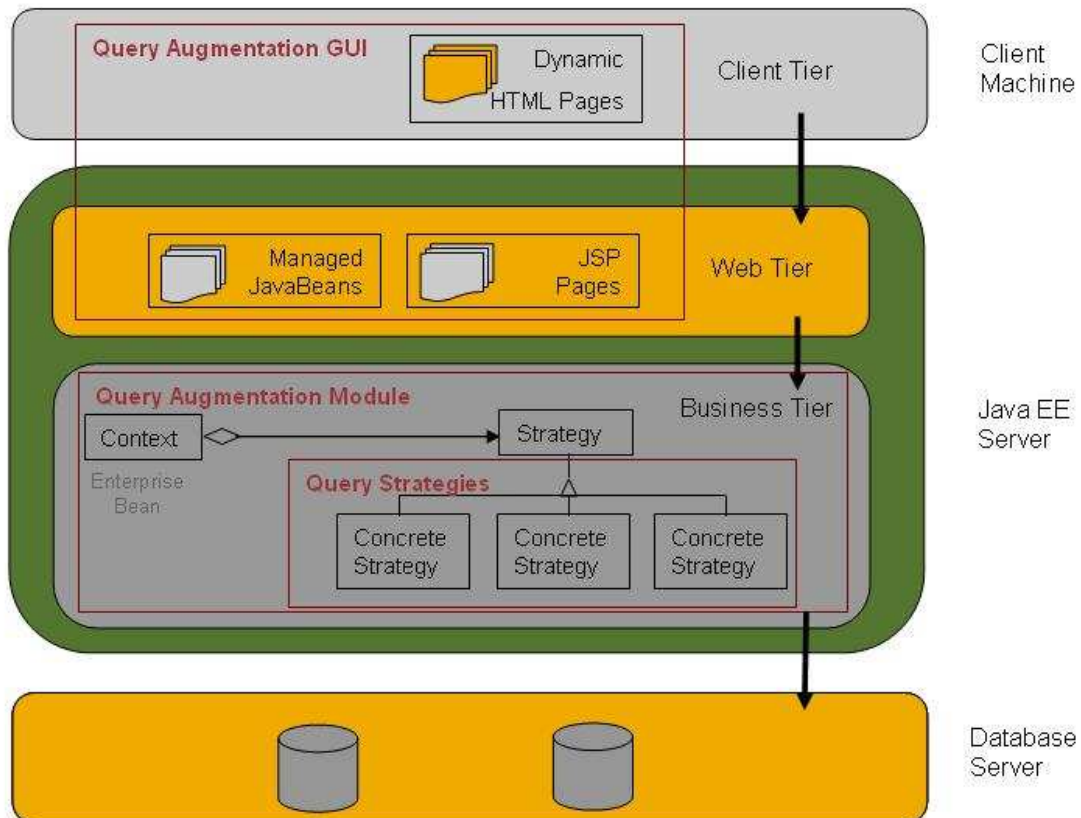 Query Augmentation GUI
Dynamic
HTML Pages
Client Tier
Client
Machine
Managed
JavaBeans
JSP
Pages
Web Tier
Query Augmentation Module
Business Tier
Java EE
Server
Context
Strategy
Enterprise
Bean
Query Strategies
Concrete
Strategy
Concrete
Strategy
Concrete
Strategy
Database
Server